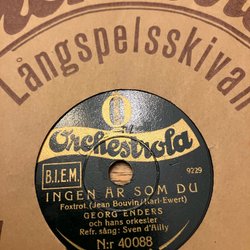 Långspelsskivan
Orchestrola
9229
B.I.E.M.
INGEN ÄR SOM DU
Foxtrot (Jean Bouvin/Karl-Ewert)
GEORG ENDERS
och hans orkester
Refr. sång: Sven d'Ailly
N:r 40088